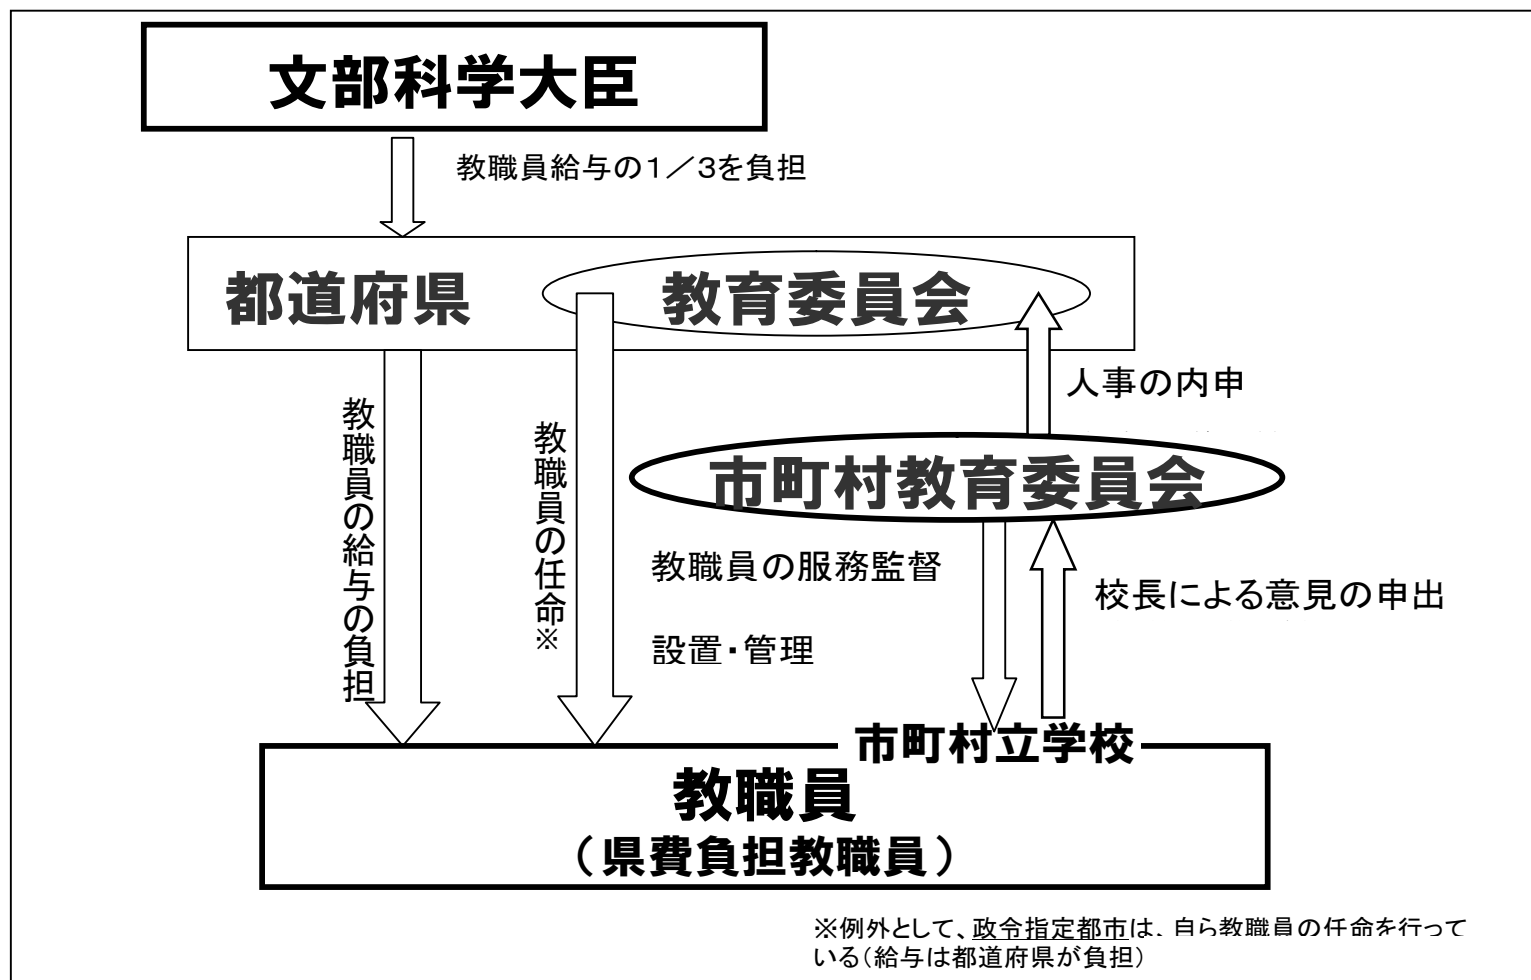 文部科学大臣
教職員給与の1／3を負担
都道府県
教育委員会
人事の内申
市町村教育委員会
教職員の給与の負担
教職員の任命※
教職員の服務監督
設置・管理
校長による意見の申出
市町村立学校
教職員
（県費負担教職員）
※例外として、政令指定都市は、自ら教職員の任命を行って
いる（給与は都道府県が負担）